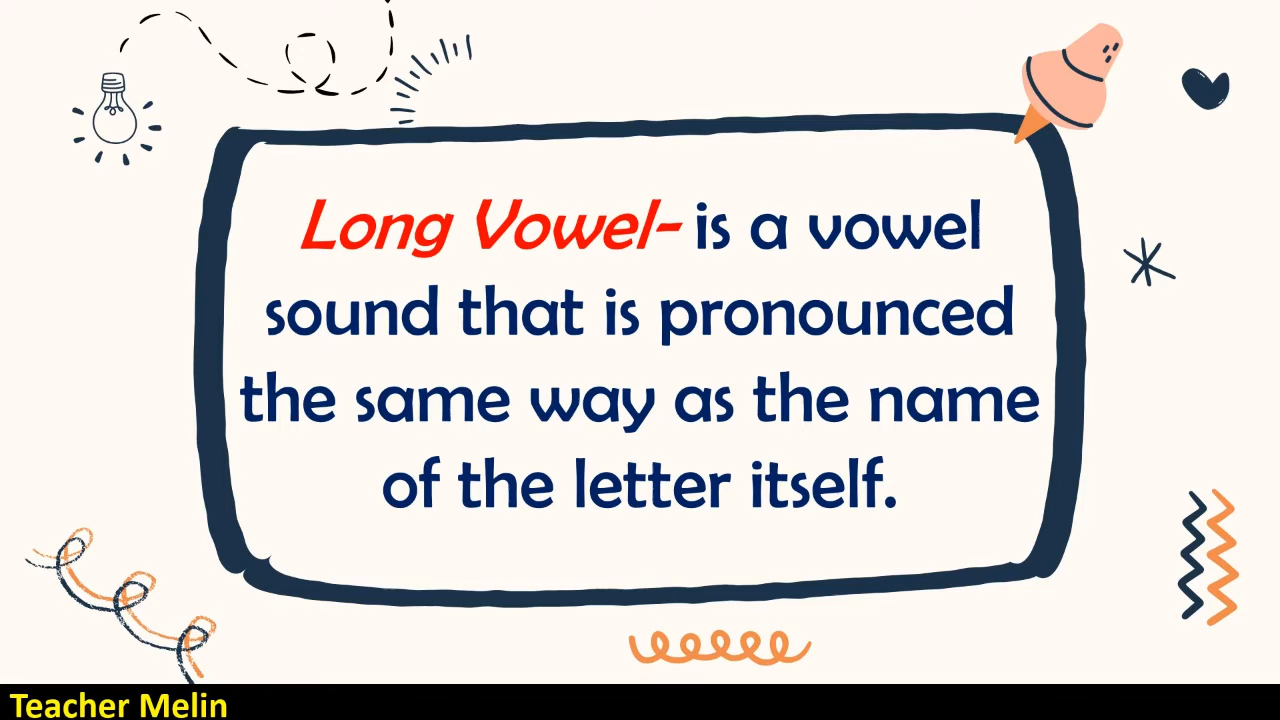 Long Vowel- is a vowel
sound that is pronounced
the same way as the name
of the letter itself.
Teacher Melin